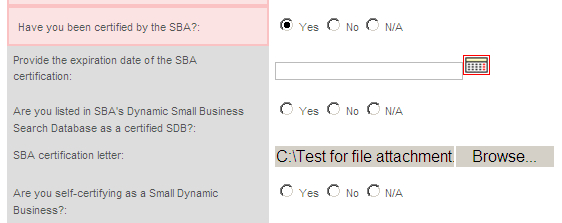 Have you been certified by the SBA?: Yes No N/A
Provide the expiration date of the SBA
certification:
Are you listed in SBA's Dynamic Small Business Yes No N/A
Search Database as a certified SDB?:
SBA certification letter: C:\Test for file attachment Browse...
Are you self-certifying as a Small Dynamic Yes No N/A
Business?: